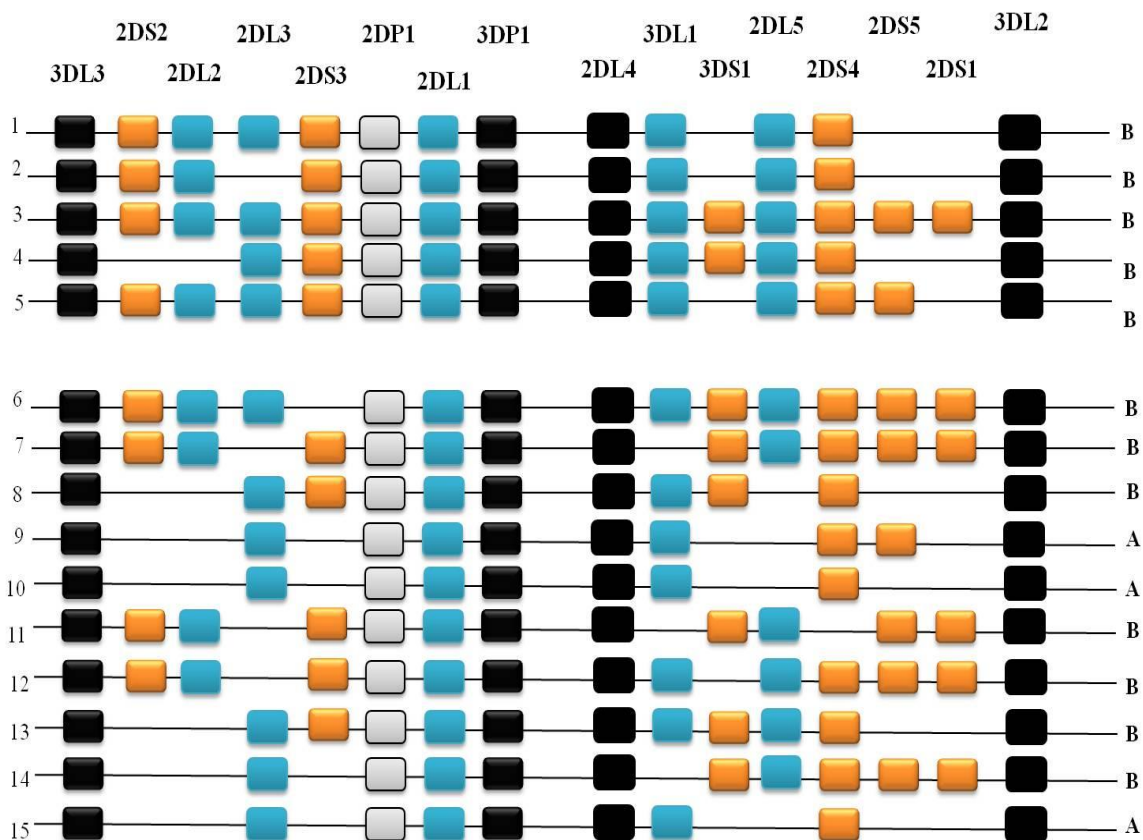 2DS2 2DL3 2DP1 3DP1 3DL1 2DL5 2DS5 3DL2
3DL3 2DL2 2DS3 2DL1 2DL4 3DS1 2DS4 2DS1
1 B
2 B
3 B
4 B
5 B
6 B
7 B
8 B
9 A
10 A
11 B
12 B
13 B
14 B
15 A